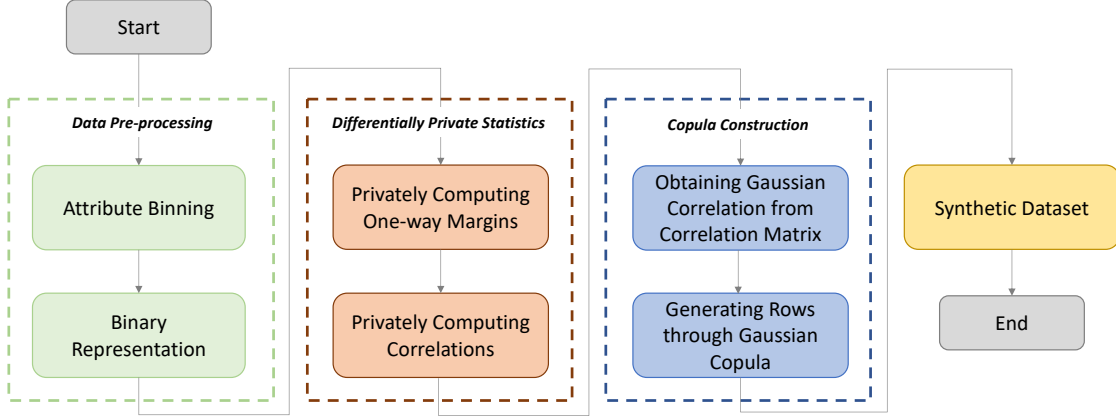 Start
Data Pre-processing
Attribute Binning
Binary
Representation
Differentially Private Statistics
Privately Computing
One-way Margins
Privately Computing
Correlations
Copula Construction
Obtaining Gaussian
Correlation from
Correlation Matrix
Generating Rows
through Gaussian
Copula
Synthetic Dataset
End